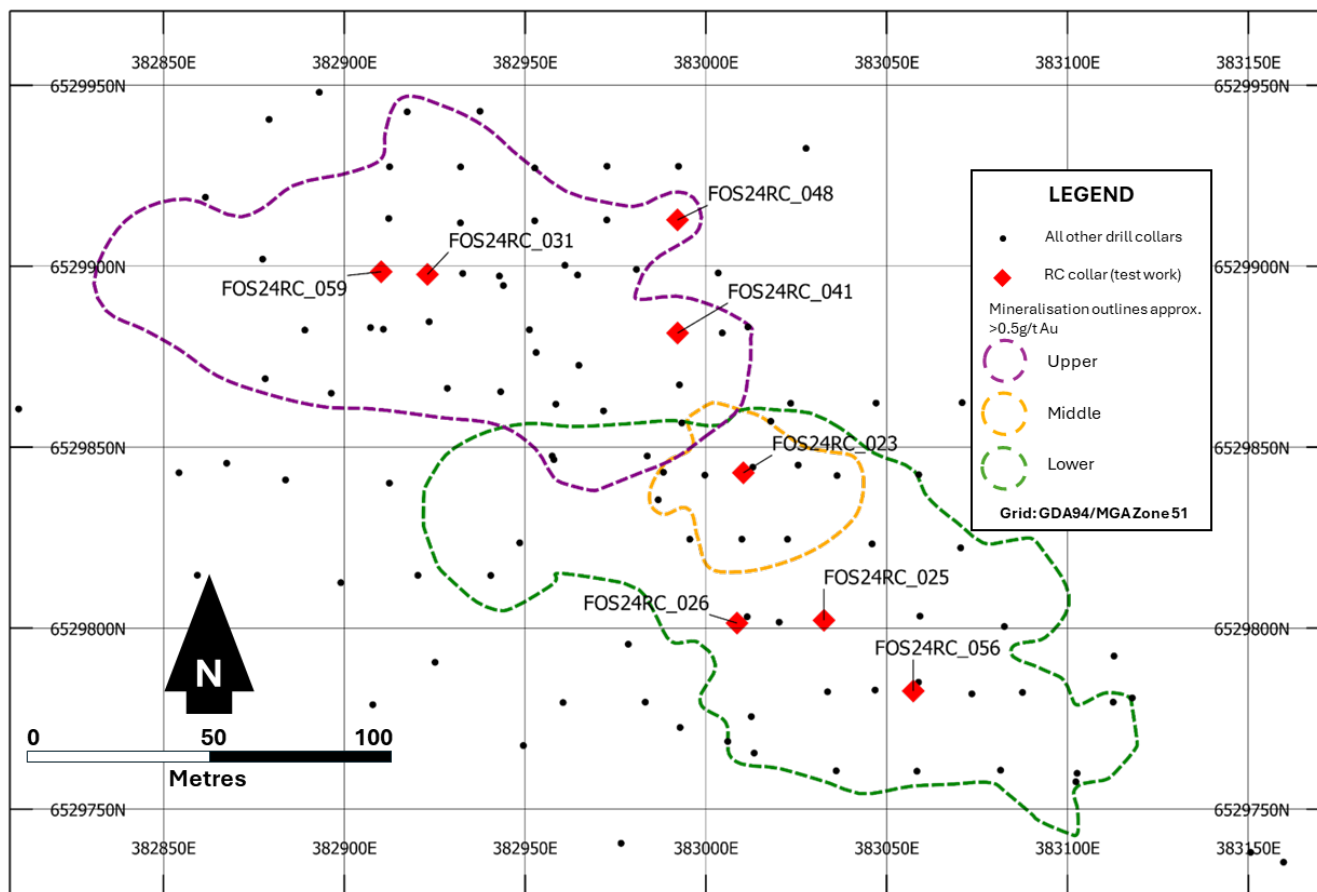 382850E 382900E 382950E 383000E 383050E 383100E 383150E
6529950N 6529950N
FOS24RC_048
FOS24RC_031
6529900N 6529900N
FOS24RC_059
FOS24RC_041
LEGEND
All other drill collars
RC collar (test work)
Mineralisation outlines approx.
>0.5g/t Au
Upper
Middle
Lower
Grid: GDA94/MGA Zone 51
6529850N 6529850N
FOS24RC_023
FOS24RC_025
FOS24RC_026
6529800N 6529800N
FOS24RC_056
N
0 50 100
Metres
6529750N 6529750N
382850E 382900E 382950E 383000E 383050E 383100E 383150E